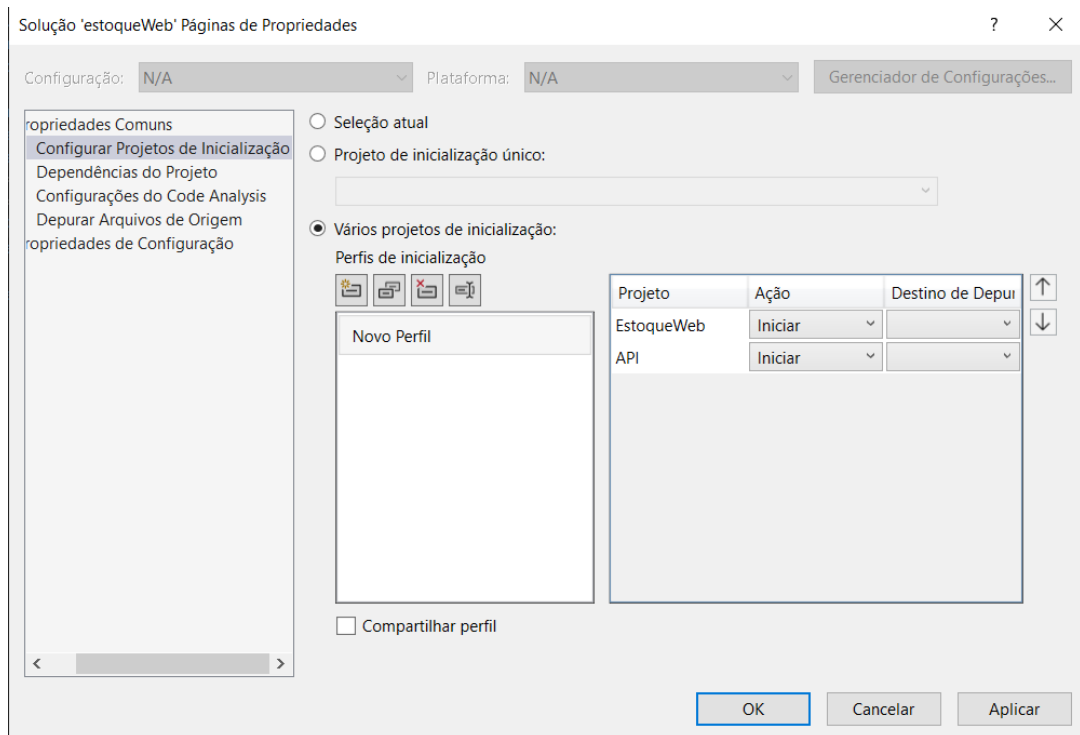 Solução 'estoqueWeb' Páginas de Propriedades ?
Configuração: N/A Plataforma: N/A Gerenciador de Configurações...
ropriedades Comuns
Configurar Projetos de Inicialização
Dependências do Projeto
Configurações do Code Analysis
Depurar Arquivos de Origem
ropriedades de Configuração
Seleção atual
Projeto de inicialização único:
Vários projetos de inicialização:
Perfis de inicialização
Novo Perfil
Projeto Ação Destino de Depur
EstoqueWeb Iniciar
API Iniciar
Compartilhar perfil
OK Cancelar Aplicar